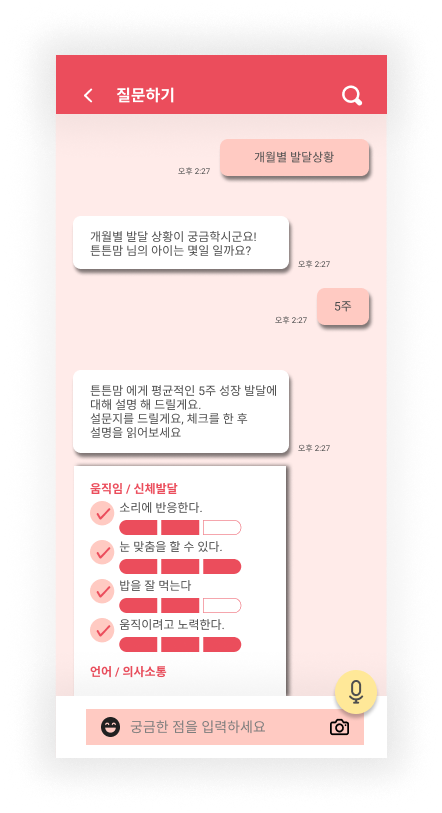 질문하기
개월별 발달상황
오후 2:27
개월별 발달 상황이 궁금학시군요!
튼튼맘 님의 아이는 몇일 일까요?
오후 2:27
5주
오후 2:27
튼튼맘 에게 평균적인 5주 성장 발달에
대해 설명 해 드릴게요.
설문지를 드릴게요, 체크를 한 후
설명을 읽어보세요
오후 2:27
움직임 / 신체발달
소리에 반응한다.
눈 맞춤을 할 수 있다.
밥을 잘 먹는다
움직이려고 노력한다.
언어 / 의사소통
궁금한 점을 입력하세요